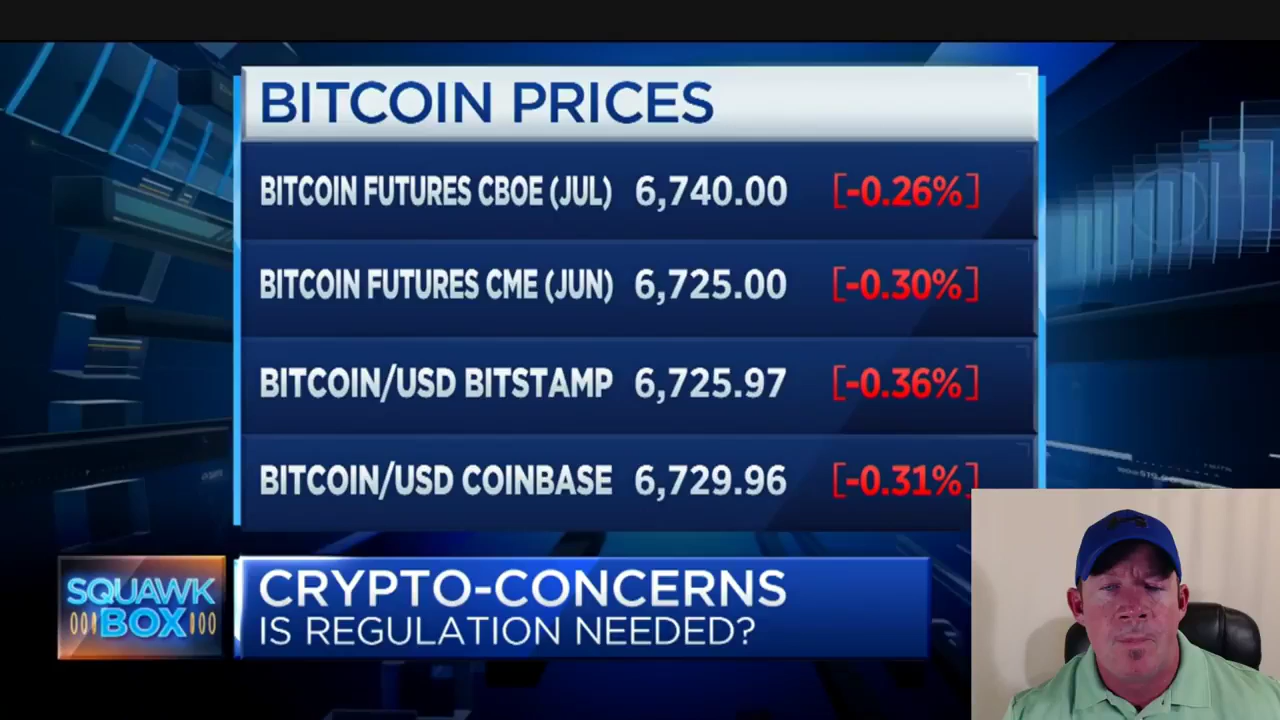 BITCOIN PRICES
BITCOIN FUTURES CBOE (JUL) 6,740.00 [-0.26%]
BITCOIN FUTURES CME (JUN) 6,725.00 [-0.30%]
BITCOIN/USD BITSTAMP 6,725.97 [-0.36%]
BITCOIN/USD COINBASE 6,729.96 [-0.31%]
SQUAWK
BOX
CRYPTO-CONCERNS
IS REGULATION NEEDED?